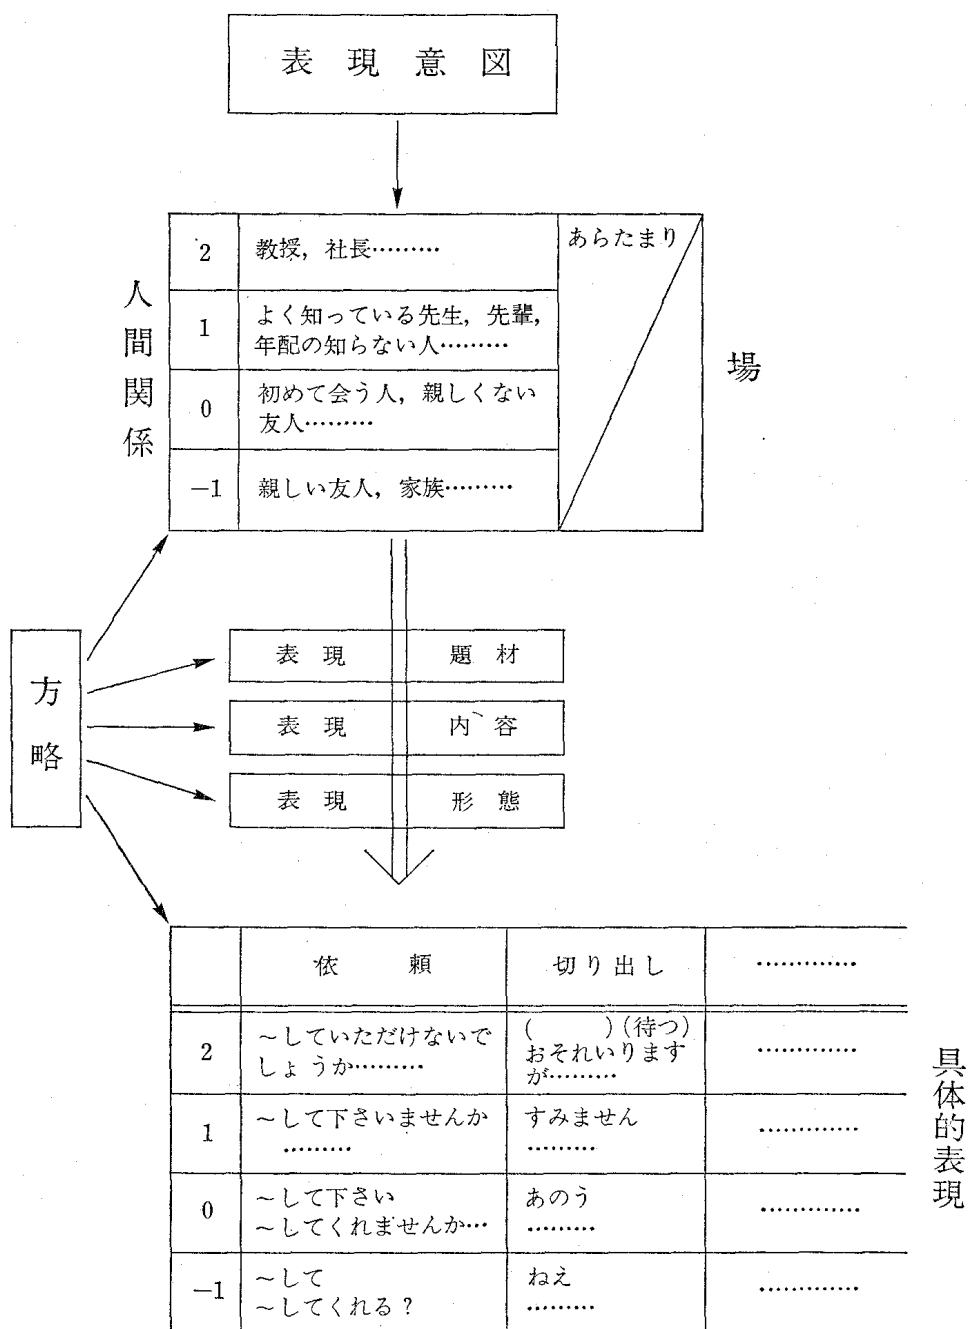 表現意図
人間関係
2
教授，社長………
1
よく知っている先生，先輩，
年配の知らない人………
0
初めて会う人，親しくない
友人………
−1
親しい友人，家族………
あらたまり
場
方略
表現 題材
表現 内容
表現 形態
依頼
切り出し
…………
2
～していただけないで
しょうか………
(　　　)(待つ)
おそれいります
が………
…………
1
～して下さいませんか
………
すみません
………
…………
0
～して下さい
～してくれませんか…
あのう
………
…………
−1
～して
～してくれる？
ねえ
………
…………
具体的表現